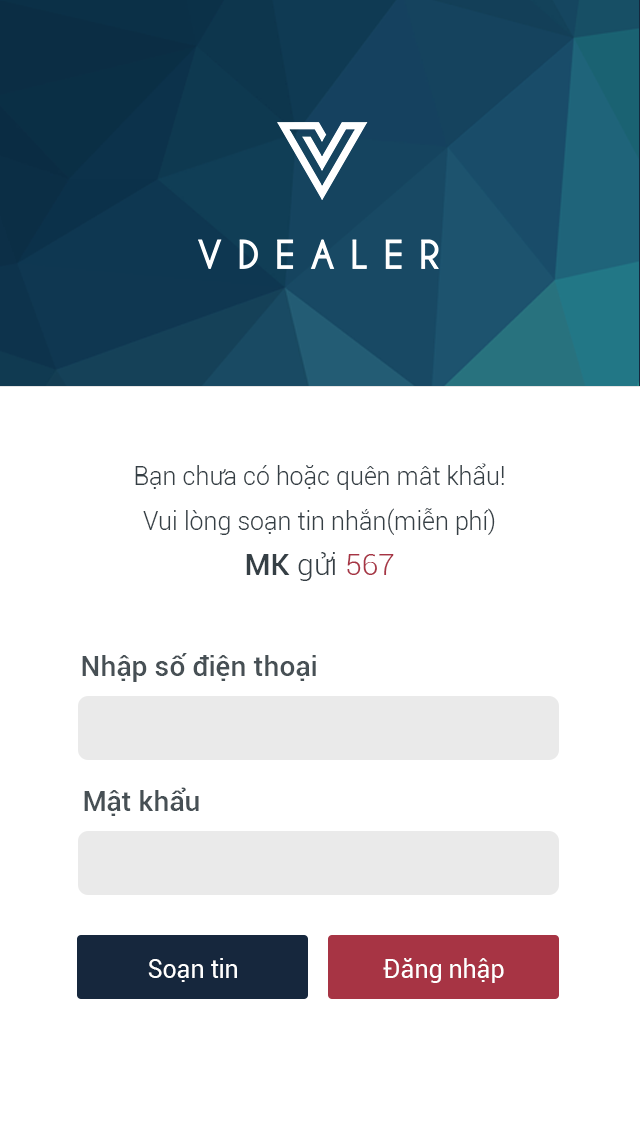 VDEALER
Bạn chưa có hoặc quên mât khẩu!
Vui lòng soạn tin nhắn(miễn phí)
MK gửi 567
Nhập số điện thoại
Mật khẩu
Soạn tin
Đăng nhập